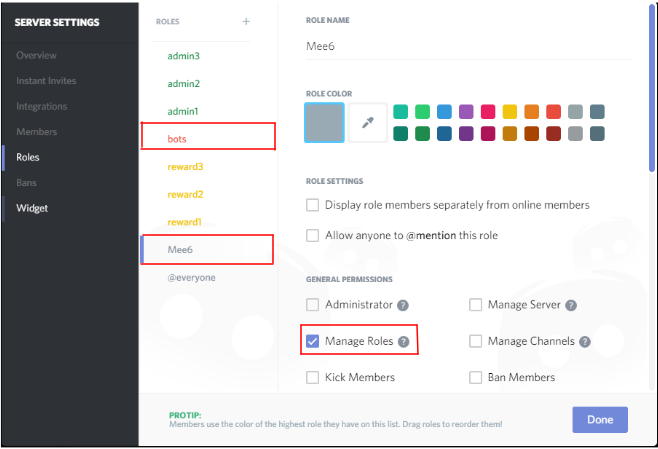 SERVER SETTINGS
Overview
Instant Invites
Integrations
Members
Roles
Bans
Widget
ROLES +
admin3
admin2
admin1
bots
reward3
reward2
reward1
Mee6
@everyone
ROLE NAME
Mee6
ROLE COLOR
ROLE SETTINGS
Display role members separately from online members
Allow anyone to @mention this role
GENERAL PERMISSIONS
Administrator ? Manage Server ?
Manage Roles ? Manage Channels ?
Kick Members Ban Members
PROTIP:
Members use the color of the highest role they have on this list. Drag roles to reorder them!
Done